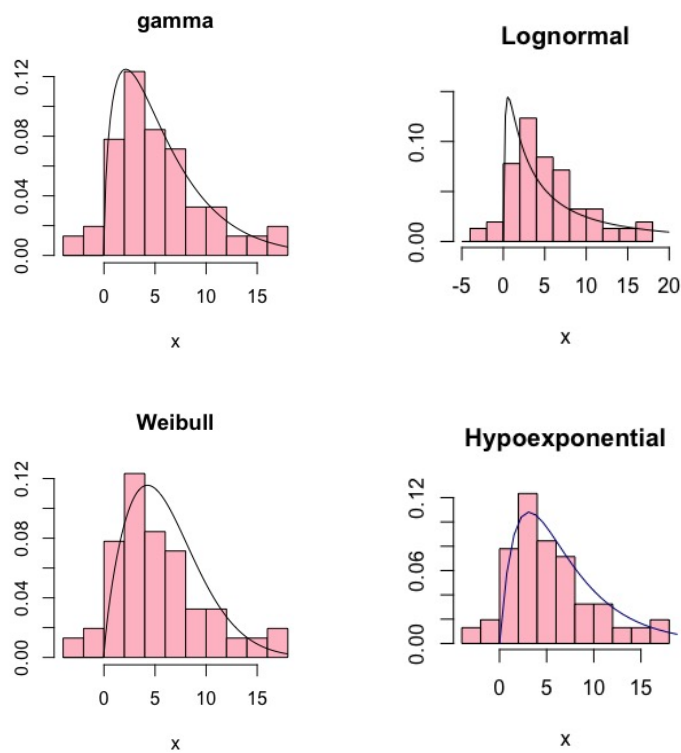 gamma
0.00 0.04 0.08 0.12
0 5 10 15
x
Lognormal
0.00 0.10
-5 0 5 10 15 20
x
Weibull
0.00 0.04 0.08 0.12
0 5 10 15
x
Hypoexponential
0.00 0.06 0.12
0 5 10 15
x